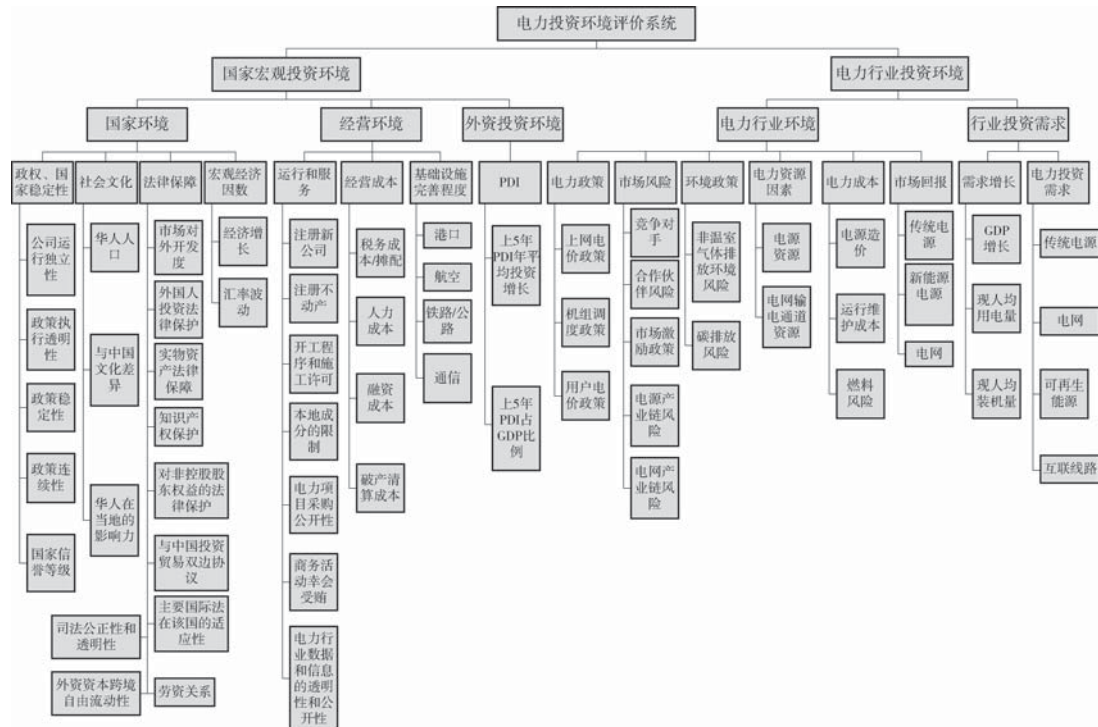 电力投资环境评价系统
国家宏观投资环境
电力行业投资环境
国家环境
经营环境
外资投资环境
电力行业环境
行业投资需求
政权、国
家稳定性
社会文化
法律保障
宏观经济
因数
运行和服
务
经营成本
基础设施
完善程度
PDI
电力政策
市场风险
环境政策
电力资源
因素
电力成本
市场回报
需求增长
电力投资
需求
公司运
行独立
性
政策执
行透明
性
政策稳
定性
政策连
续性
国家信
誉等级
华人人
口
与中国
文化差
异
华人在
当地的
影响力
市场对
外开发
度
外国人
投资法
律保护
实物资
产法律
保障
知识产
权保护
对非控股股
东权益的法
律保护
与中国投资
贸易双边协
议
主要国际法
在该国的适
应性
司法公正性和
透明性
外资资本跨境
自由流动性
劳资关系
经济增
长
汇率波
动
注册新
公司
注册不
动产
开工程
序和施
工许可
本地成
分的限
制
电力项
目采购
公开性
商务活
动幸会
受贿
电力行
业数据
和信息
的透明
性和公
开性
税务成
本/摊配
人力
成本
融资
成本
破产清
算成本
港口
航空
铁路/公
路
通信
上5年
PDI年平
均投资
增长
上5年
PDI占
GDP比
例
上网电
价政策
机组调
度政策
用户电
价政策
竞争对
手
合作伙
伴风险
市场激
励政策
电源产
业链风
险
电网产
业链风
险
非温室
气体排
放环境
风险
碳排放
风险
电源
资源
电网输
电通道
资源
电源造
价
运行维
护成本
燃料
风险
传统电
源
新能源
电源
电网
GDP
增长
现人均
用电量
现人均
装机量
传统电源
电网
可再生
能源
互联线路